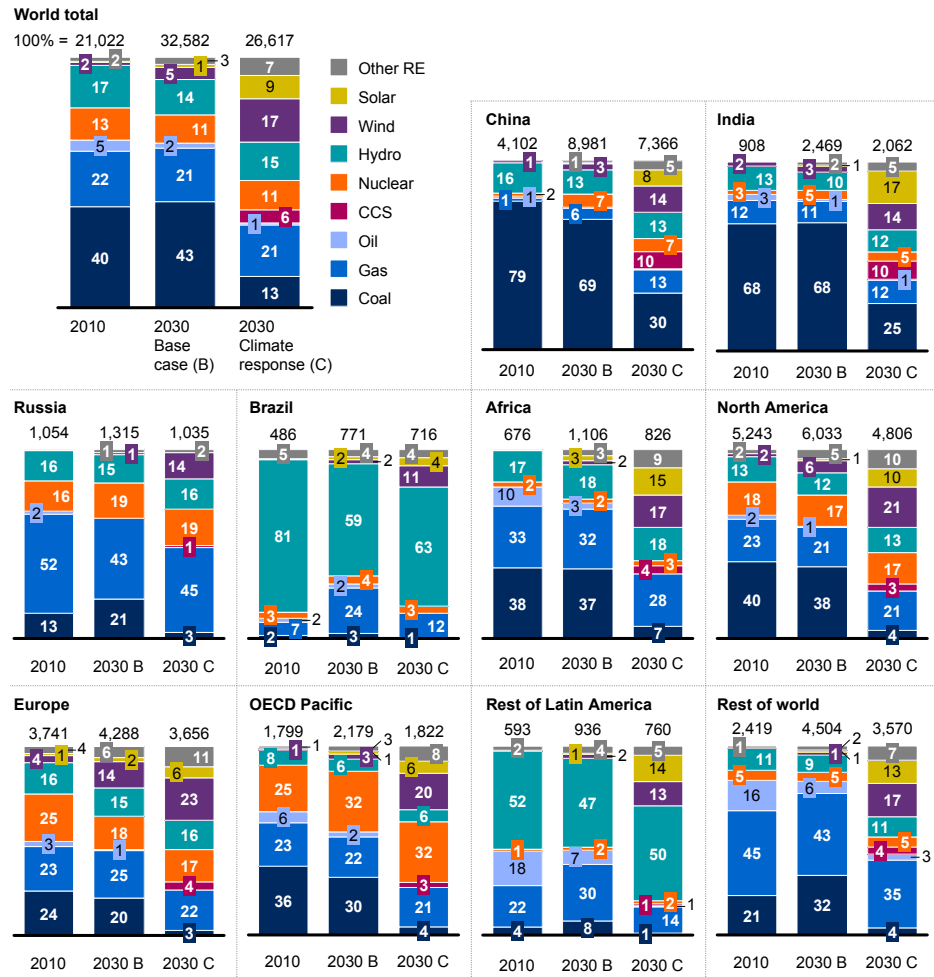 World total
100% = 21,022 32,582 26,617
2 2 3 7
1 9
5 17
17 14 15
13 11 11
5 2 1 6
22 21 21
40 43 13
2010 2030 Base case (B) 2030 Climate response (C)
Other RE
Solar
Wind
Hydro
Nuclear
CCS
Oil
Gas
Coal
China
4,102 8,981 7,366
1 1 3 5
8
14
16 13 13
2 7 7
10
1 1 6 13
79 69 30
2010 2030 B 2030 C
India
908 2,469 2,062
2 2 1 5
3 17
14
13 10 12
3 5 5
3 1 10
1
12 11 12
68 68 25
2010 2030 B 2030 C
Russia
1,054 1,315 1,035
1 1 2
14
16 15 16
16 19 19
2 1
52 43 45
13 21 3
2010 2030 B 2030 C
Brazil
486 771 716
5 4 4
2 4
2 11
81 59 63
3 4 3
2 2
7 24 12
2 3 1
2010 2030 B 2030 C
Africa
676 1,106 826
3 3 9
15
2 17
17 18 18
2 2 3
10 3 4
33 32 28
38 37 7
2010 2030 B 2030 C
North America
5,243 6,033 4,806
2 2 5 10
1 10
6 21
13 12 13
18 17 17
2 1 3
23 21 21
40 38 4
2010 2030 B 2030 C
Europe
3,741 4,288 3,656
4 6 11
1 2 6
4 14 23
16 15 16
25 18 17
3 1 4
23 25 22
24 20 3
2010 2030 B 2030 C
OECD Pacific
1,799 2,179 1,822
1 1 3 8
3 1 6
20
8 6 6
25 32 32
6 2 3
23 22 21
36 30 4
2010 2030 B 2030 C
Rest of Latin America
593 936 760
2 4 5
1 14
2 13
52 47 50
1 2 2
18 7 1 1
22 30 14
4 8 1
2010 2030 B 2030 C
Rest of world
2,419 4,504 3,570
1 2 7
1 1 13
17
11 9 11
5 5 5
16 6 4 3
45 43 35
21 32 4
2010 2030 B 2030 C